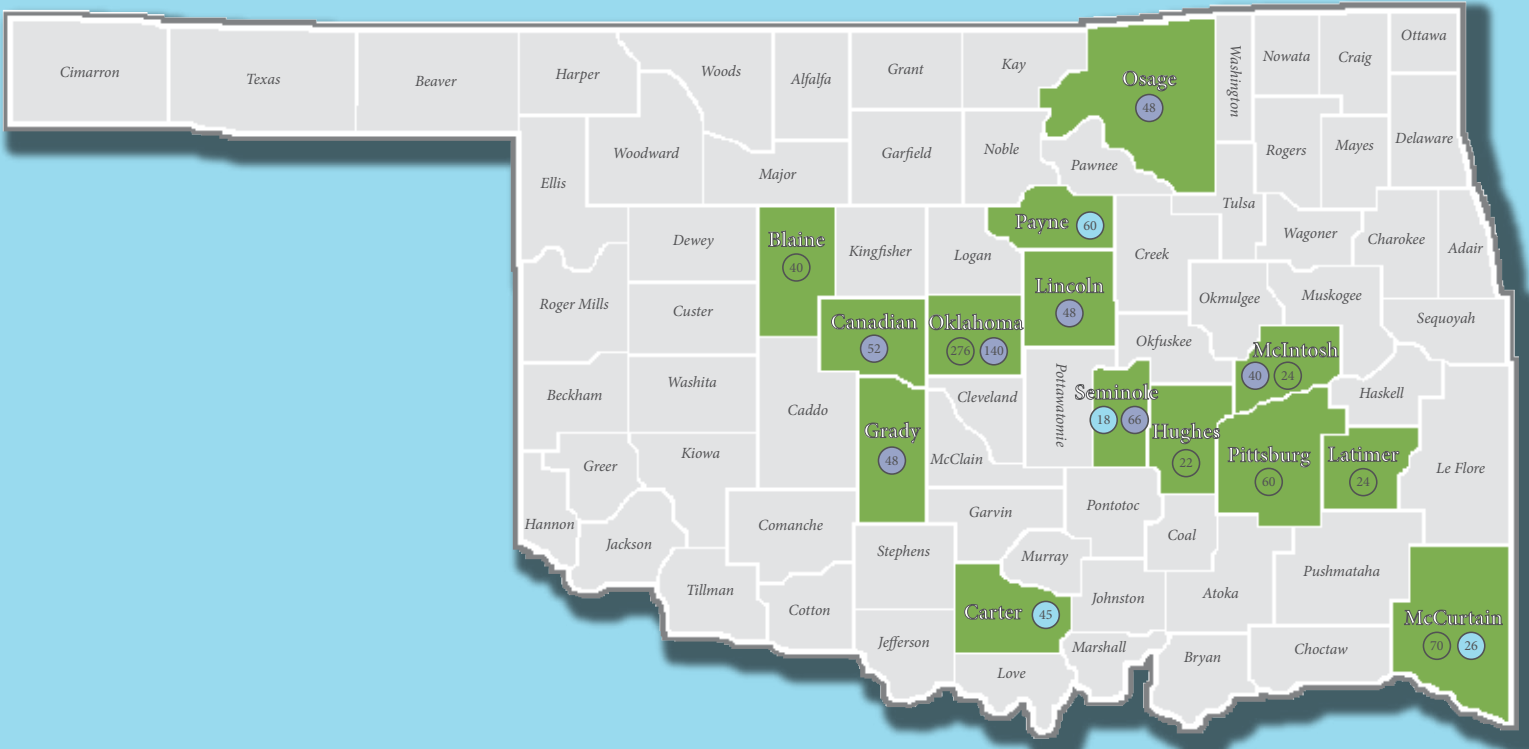 Cimarron
Texas
Beaver
Harper
Woods
Alfalfa
Grant
Kay
Osage
48
Washington
Nowata
Craig
Ottawa
Woodward
Major
Garfield
Noble
Pawnee
Rogers
Mayes
Delaware
Ellis
Dewey
Blaine
40
Kingfisher
Logan
Payne 60
Creek
Tulsa
Wagoner
Charokee
Adair
Roger Mills
Custer
Canadian
52
Oklahoma
276 140
Lincoln
48
Okfuskee
Okmulgee
Muskogee
Sequoyah
McIntosh
40 24
Beckham
Washita
Caddo
Grady
48
Cleveland
McClain
Pottawatomie
Seminole
18 66
Hughes
22
Pittsburg
60
Haskell
Latimer
24
Le Flore
Greer
Kiowa
Hannon
Jackson
Comanche
Stephens
Garvin
Murray
Pontotoc
Coal
Tillman
Cotton
Jefferson
Carter 45
Johnston
Atoka
Pushmataha
McCurtain
70 26
Love
Marshall
Bryan
Choctaw